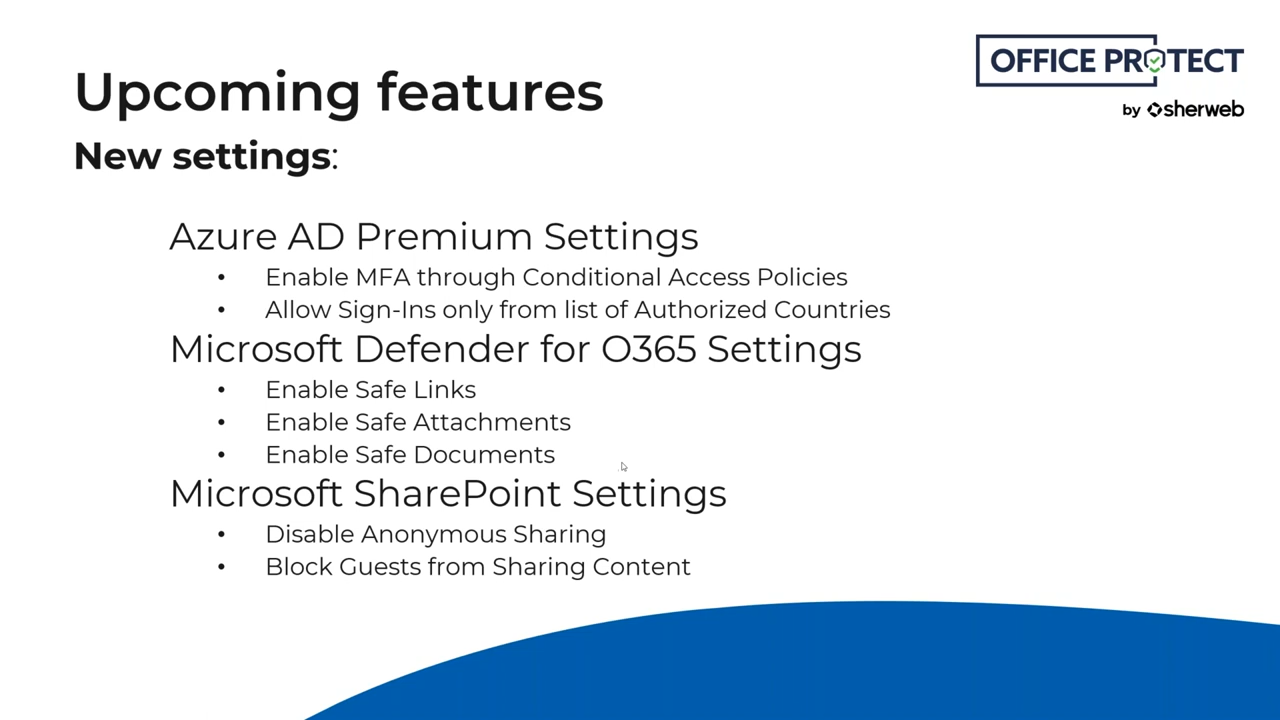 Upcoming features
OFFICE PROTECT
by sherweb
New settings:
Azure AD Premium Settings
• Enable MFA through Conditional Access Policies
• Allow Sign-Ins only from list of Authorized Countries
Microsoft Defender for O365 Settings
• Enable Safe Links
• Enable Safe Attachments
• Enable Safe Documents
Microsoft SharePoint Settings
• Disable Anonymous Sharing
• Block Guests from Sharing Content